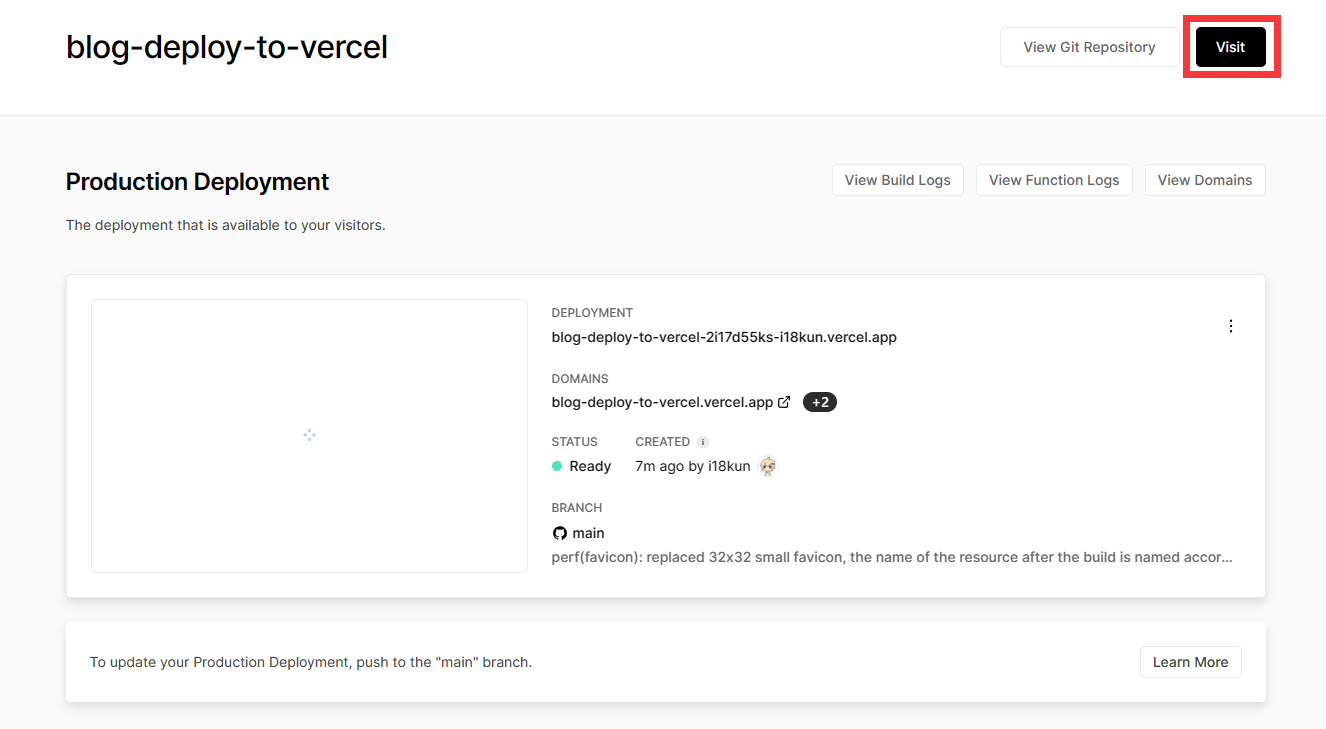 blog-deploy-to-vercel
View Git Repository
Visit
Production Deployment
View Build Logs
View Function Logs
View Domains
The deployment that is available to your visitors.
DEPLOYMENT
blog-deploy-to-vercel-2i17d55ks-i18kun.vercel.app
DOMAINS
blog-deploy-to-vercel.vercel.app
+2
STATUS
CREATED
Ready
7m ago by i18kun
BRANCH
main
perf(favicon): replaced 32x32 small favicon, the name of the resource after the build is named accor...
To update your Production Deployment, push to the "main" branch.
Learn More